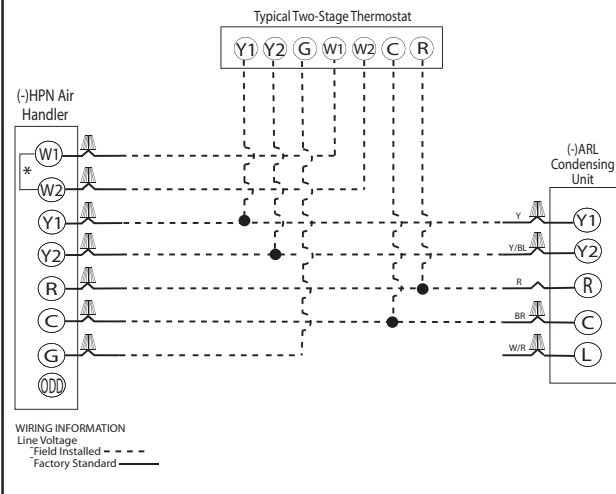 Typical Two-Stage Thermostat
Y1 Y2 G W1 W2 C R
(-)HPN Air
Handler
W1
*
W2
Y1
Y2
R
C
G
ODD
(-)ARL
Condensing
Unit
Y Y1
Y/BL Y2
R R
BR C
W/R L
WIRING INFORMATION
Line Voltage
-Field Installed
-Factory Standard